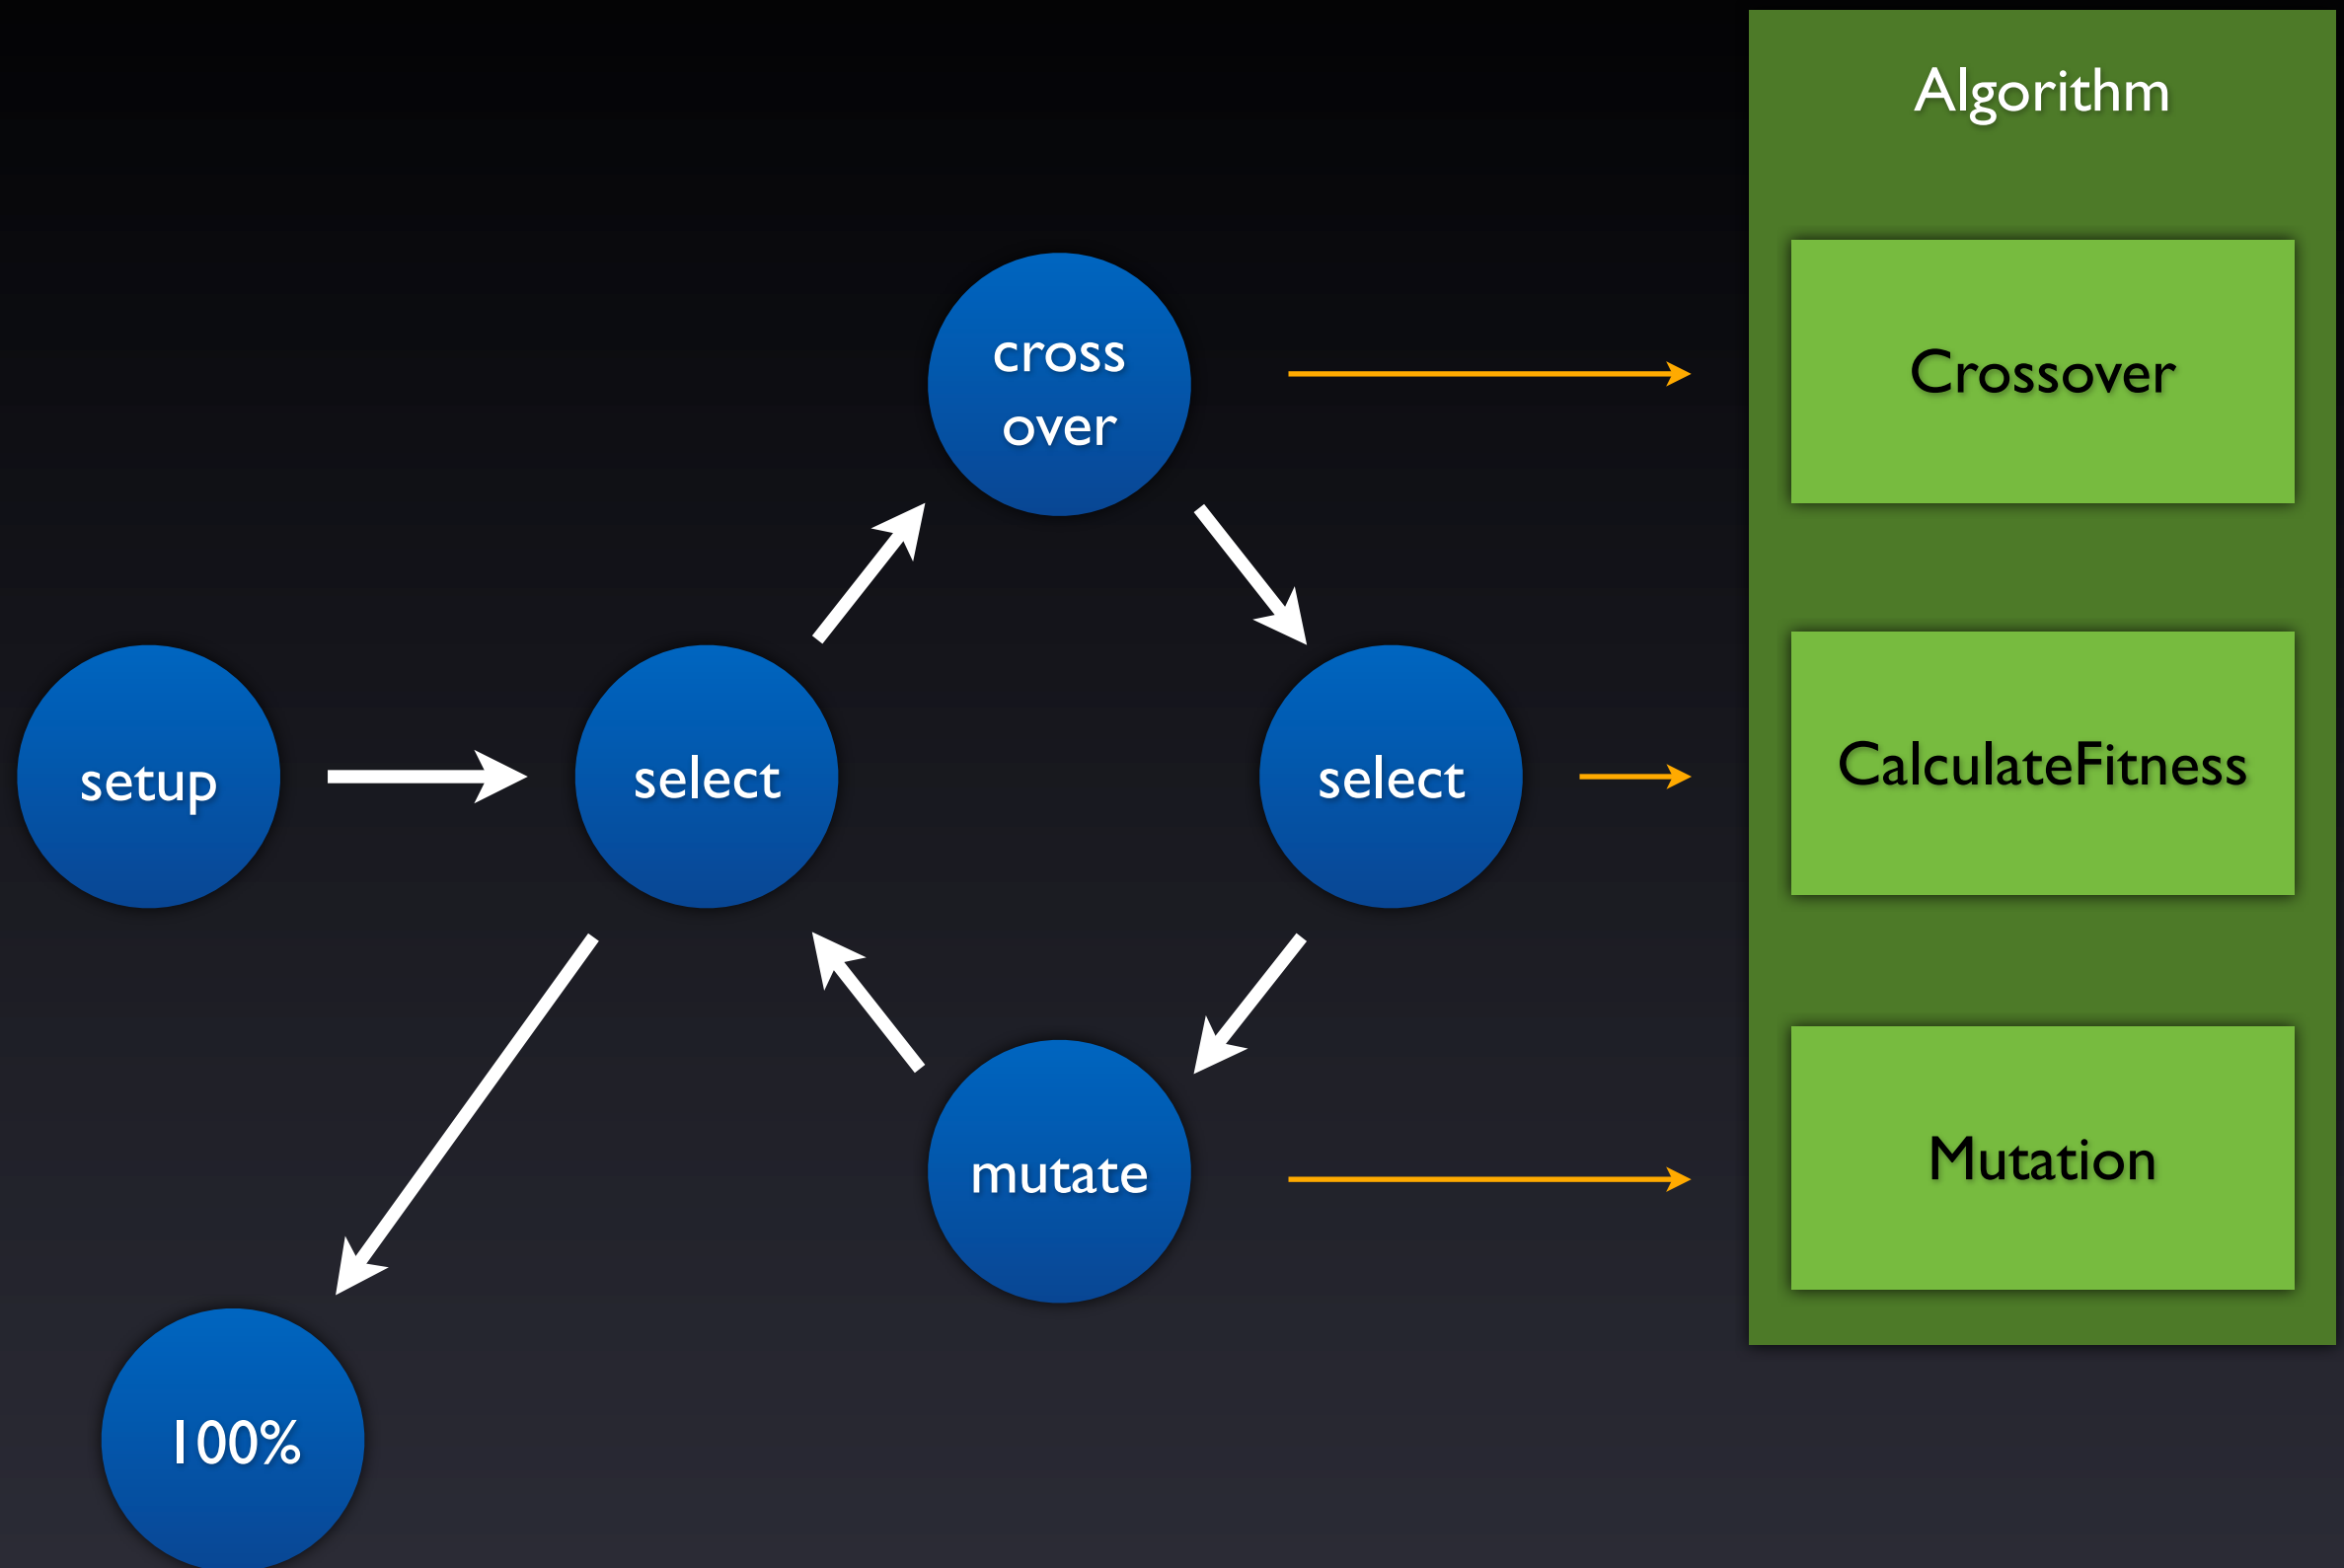 Algorithm
cross
over
Crossover
setup
select
select
CalculateFitness
mutate
Mutation
100%